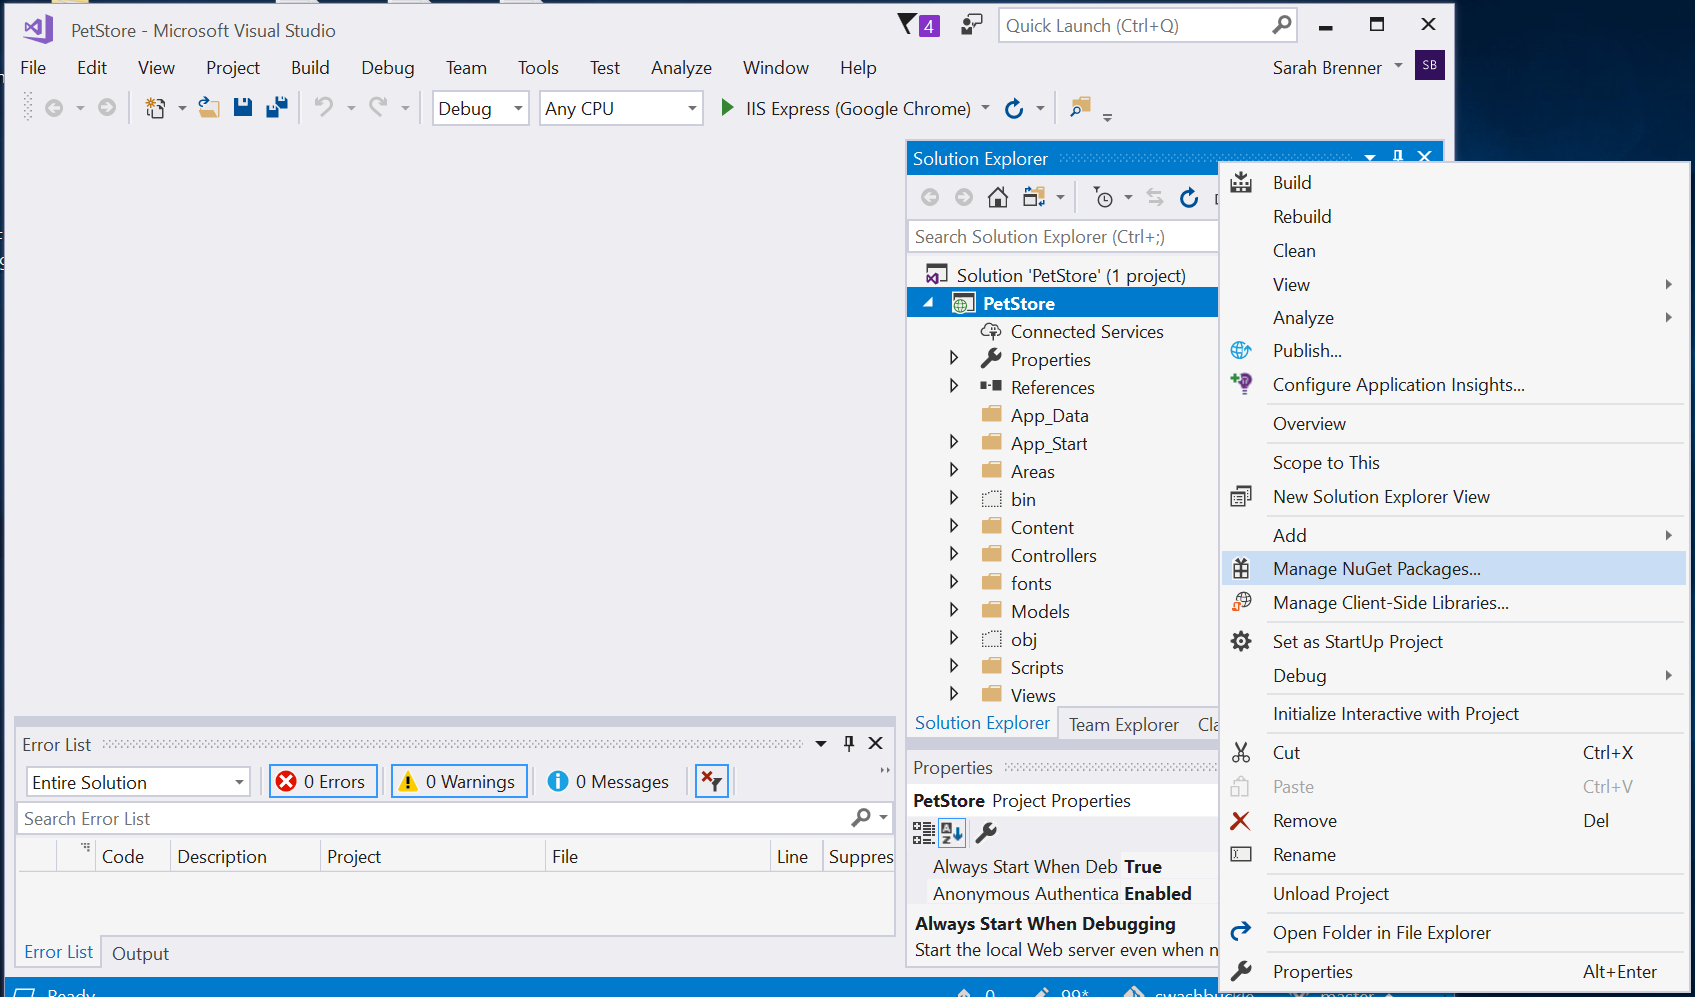 PetStore - Microsoft Visual Studio
4
Quick Launch (Ctrl+Q)
File Edit View Project Build Debug Team Tools Test Analyze Window Help
Sarah Brenner SB
Debug Any CPU IIS Express (Google Chrome)
Solution Explorer
Search Solution Explorer (Ctrl+;)
Solution 'PetStore' (1 project)
PetStore
Connected Services
Properties
References
App_Data
App_Start
Areas
bin
Content
Controllers
fonts
Models
obj
Scripts
Views
Solution Explorer Team Explorer Cla
Properties
PetStore Project Properties
Always Start When Deb True
Anonymous Authentica Enabled
Always Start When Debugging
Start the local Web server even when n
Build
Rebuild
Clean
View
Analyze
Publish...
Configure Application Insights...
Overview
Scope to This
New Solution Explorer View
Add
Manage NuGet Packages...
Manage Client-Side Libraries...
Set as StartUp Project
Debug
Initialize Interactive with Project
Cut Ctrl+X
Paste Ctrl+V
Remove Del
Rename
Unload Project
Open Folder in File Explorer
Properties Alt+Enter
Error List
Entire Solution 0 Errors 0 Warnings 0 Messages
Search Error List
Code Description Project File Line Suppres
Error List Output
Ready 0 99* swashbuckle master